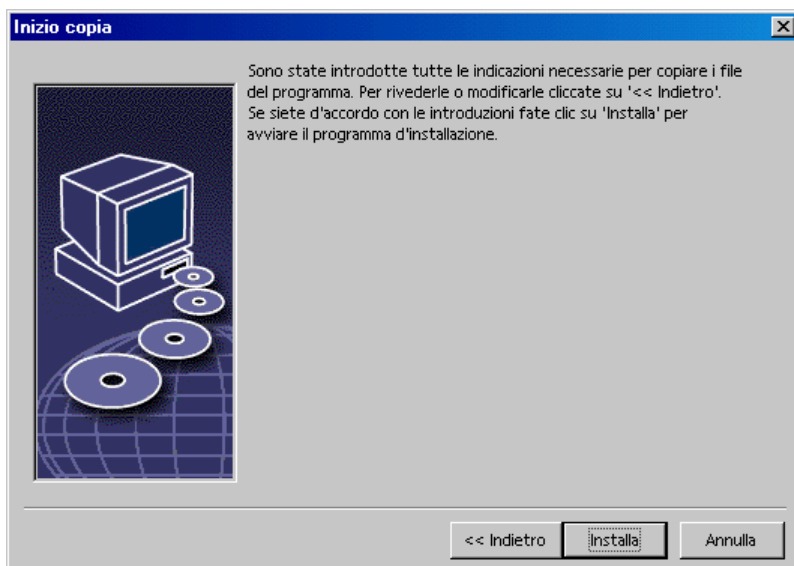 Inizio copia
Sono state introdotte tutte le indicazioni necessarie per copiare i file
del programma. Per rivederle o modificarle cliccate su '<< Indietro'.
Se siete d'accordo con le introduzioni fate clic su 'Installa' per
avviare il programma d'installazione.
<< Indietro
Installa
Annulla